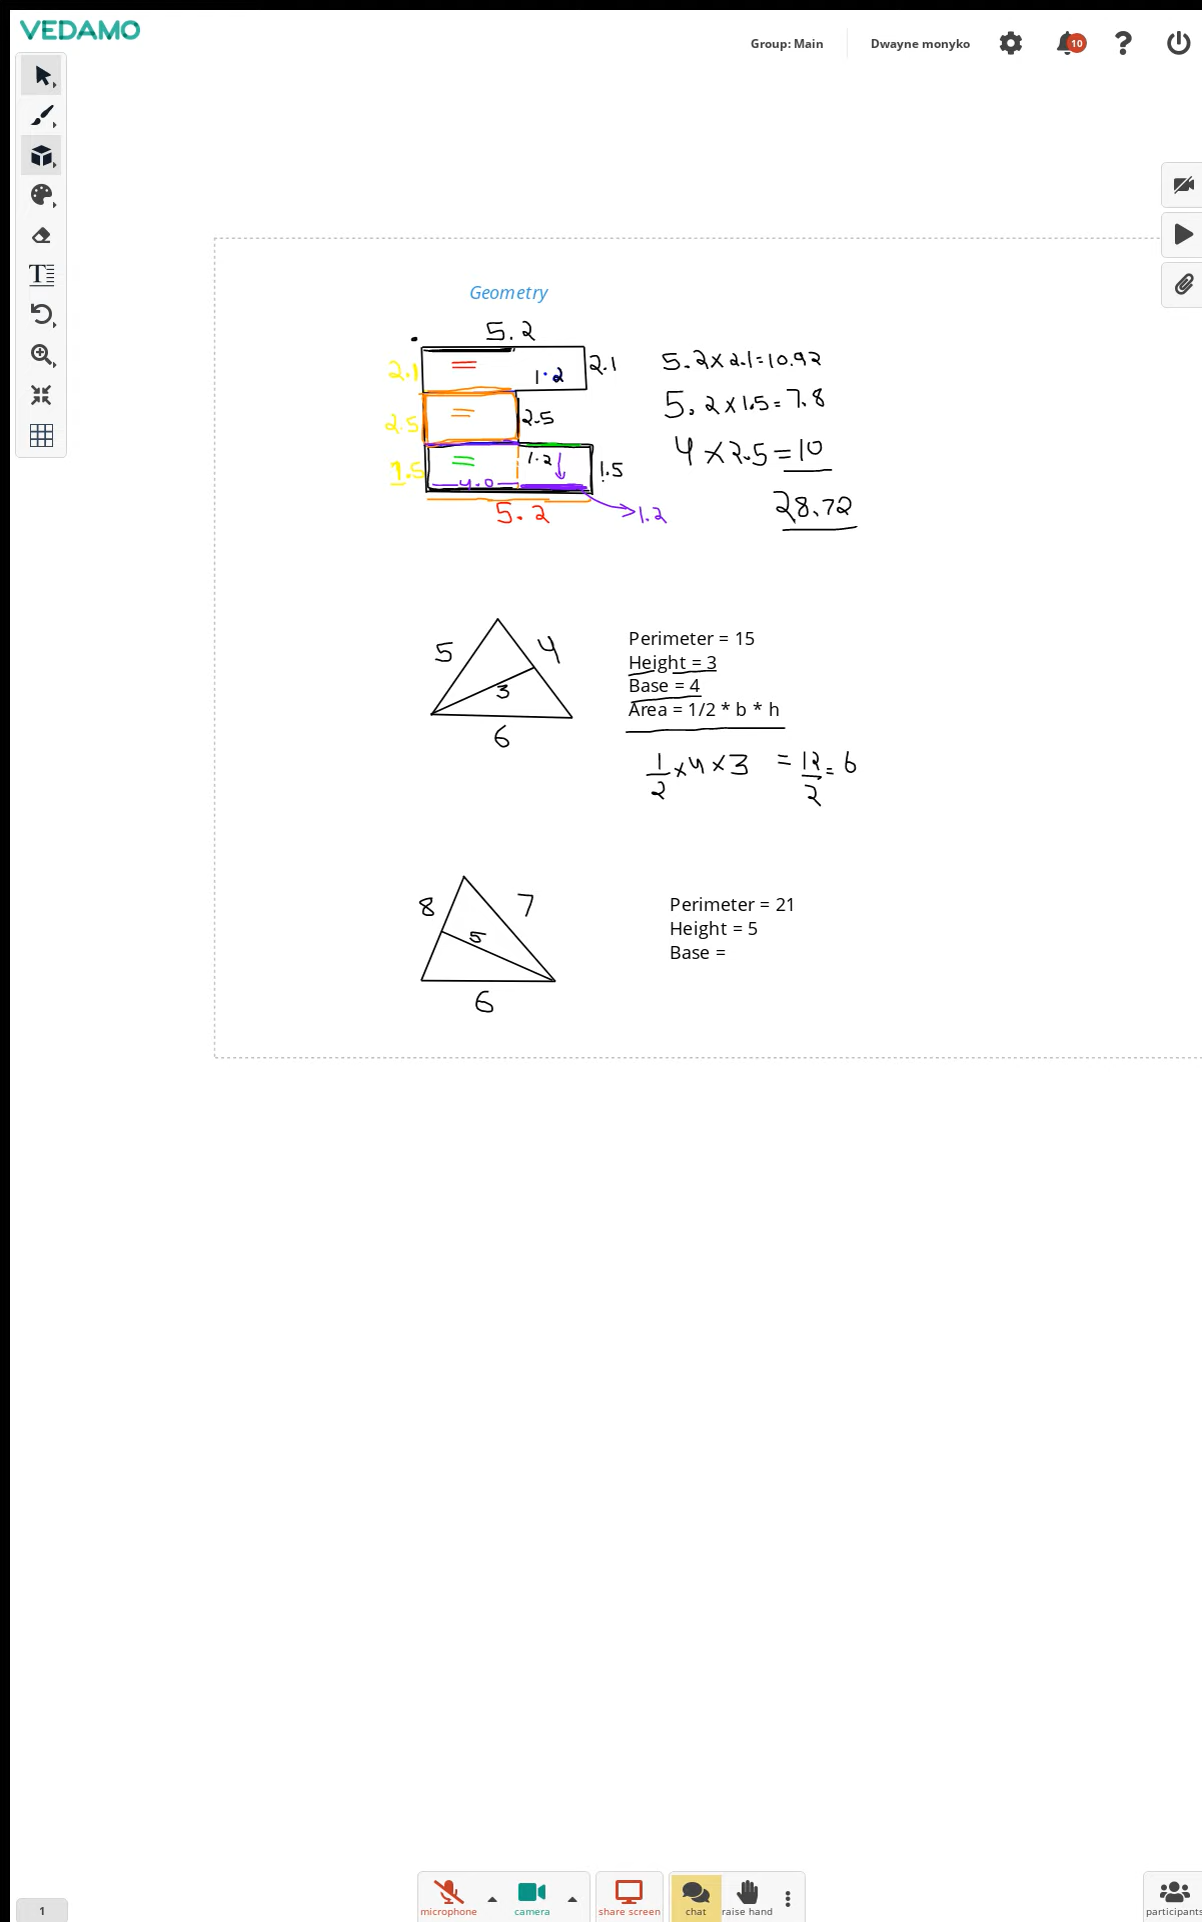 VEDAMO
Group: Main
Dwayne monyko
10
Geometry
5.2
2.1
1.2
2.1
5.2x2.1=10.92
2.5
2.5
5.2x1.5=7.8
4x2.5=10
1.5
1.2
1.5
4.0
5.2
1.2
28.72
5
4
3
6
Perimeter = 15
Height = 3
Base = 4
Area = 1/2 * b * h
1/2 x4x3 = 12/2 = 6
8
7
5
6
Perimeter = 21
Height = 5
Base =
1
microphone
camera
share screen
chat
raise hand
participants